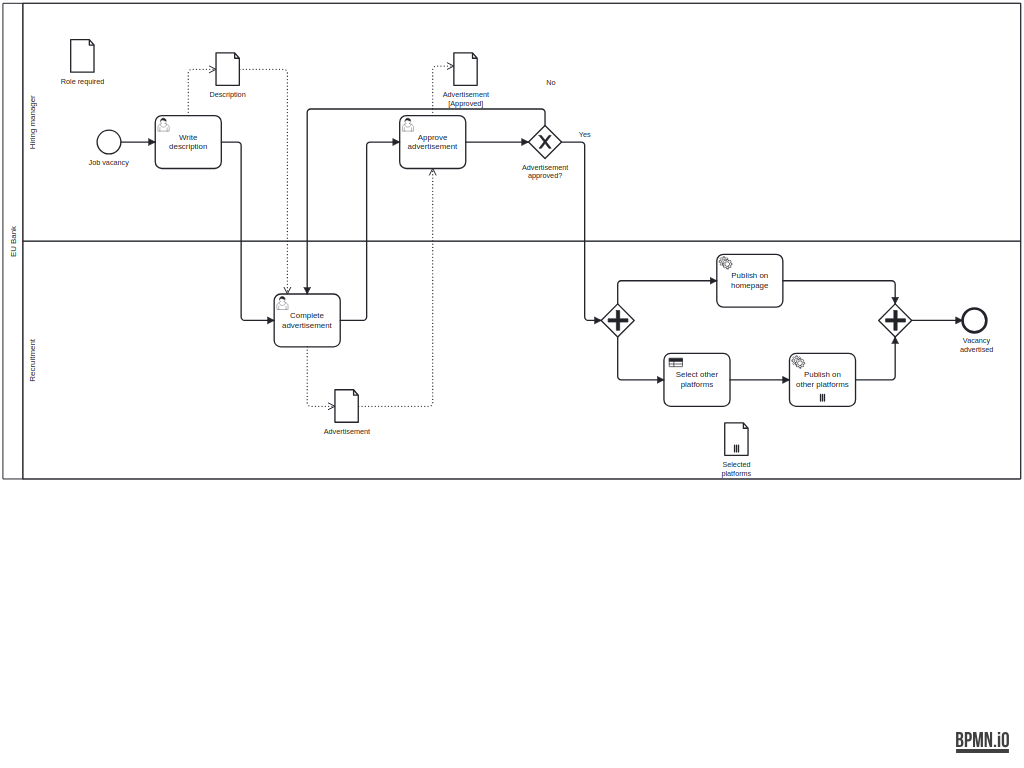 EU Bank
Hiring manager
Role required
Job vacancy
Write
description
Description
Approve
advertisement
Advertisement
[Approved]
No
Yes
Advertisement
approved?
Recruitment
Complete
advertisement
Advertisement
Publish on
homepage
Select other
platforms
Publish on
other platforms
Selected
platforms
Vacancy
advertised
BPMN.iO